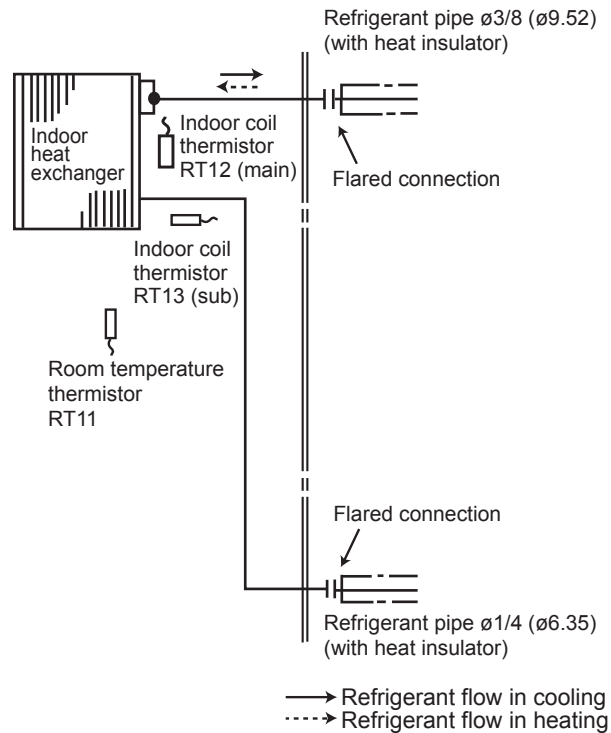 Refrigerant pipe ø3/8 (ø9.52)
(with heat insulator)
Indoor
heat
exchanger
Indoor coil
thermistor
RT12 (main)
Flared connection
Indoor coil
thermistor
RT13 (sub)
Room temperature
thermistor
RT11
Flared connection
Refrigerant pipe ø1/4 (ø6.35)
(with heat insulator)
Refrigerant flow in cooling
Refrigerant flow in heating